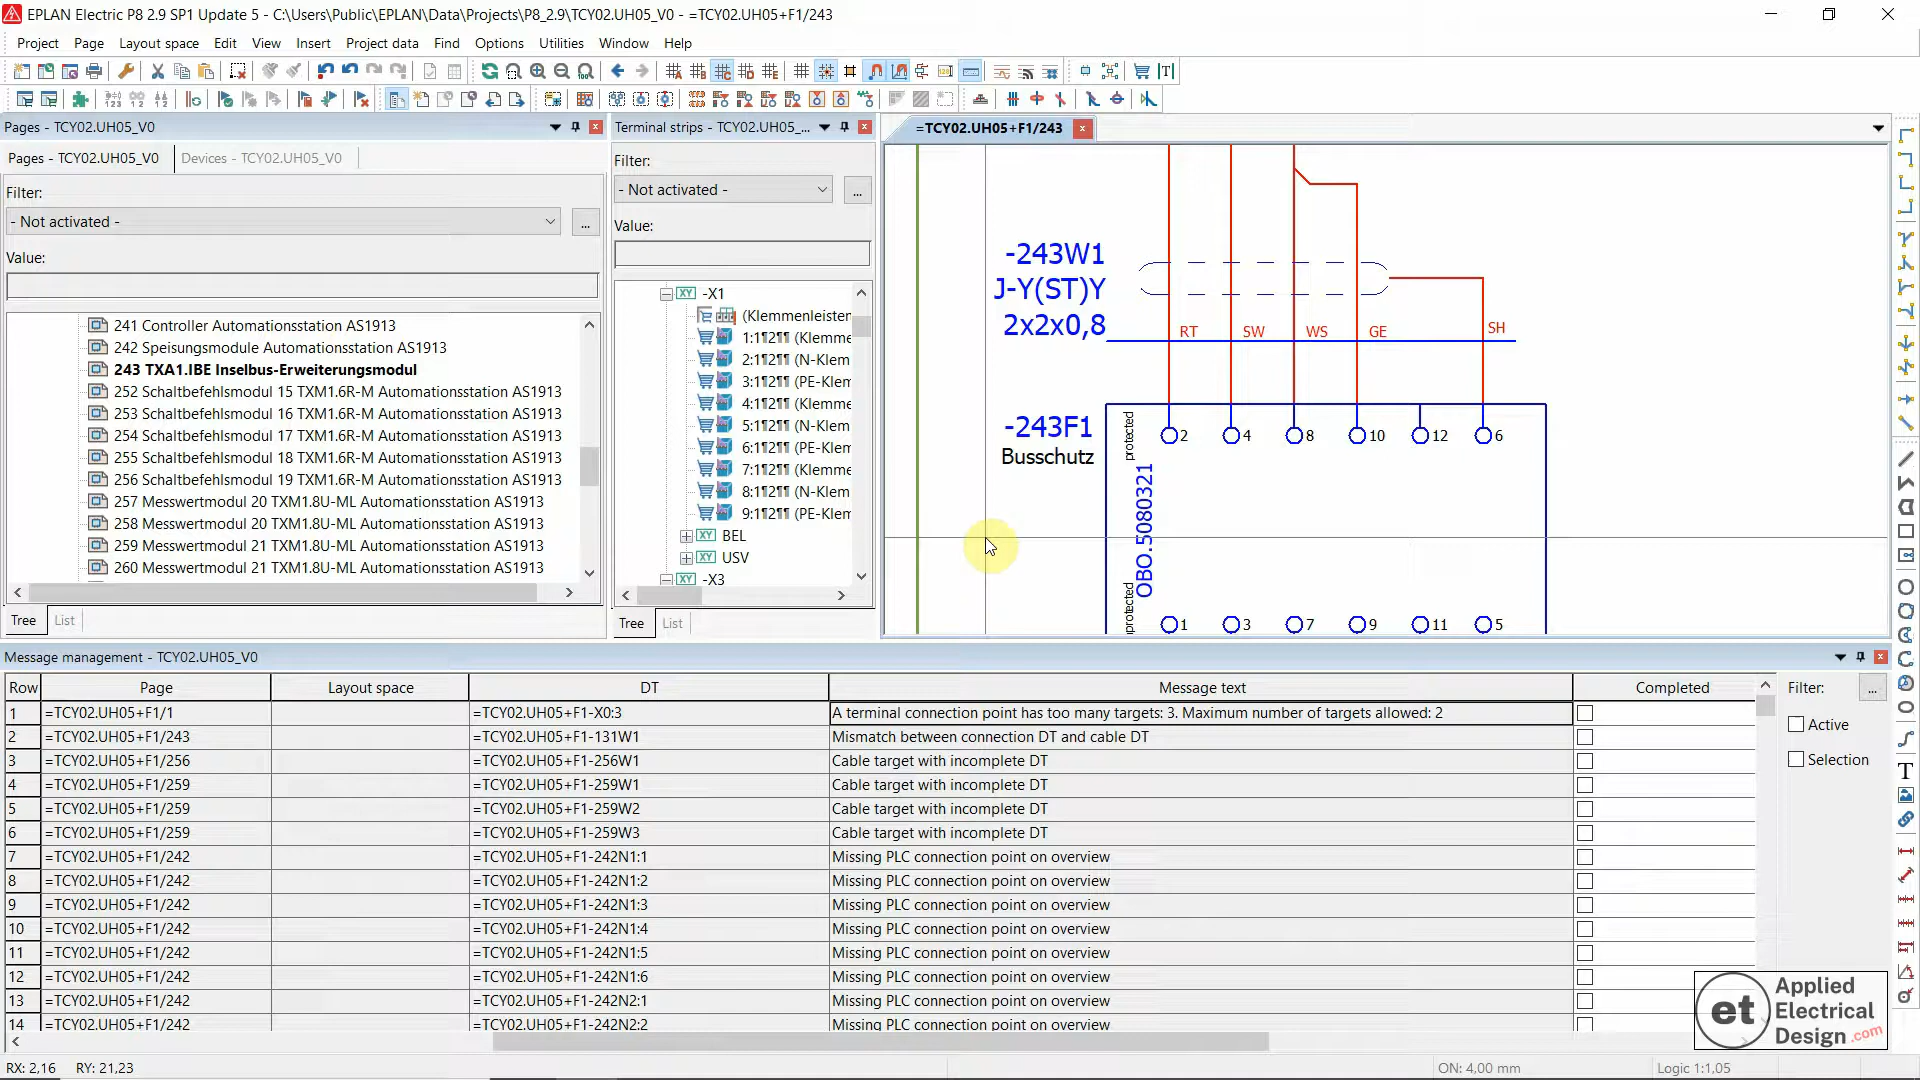 EPLAN Electric P8 2.9 SP1 Update 5 - C:\Users\Public\EPLAN\Data\Projects\P8_2.9\TCY02.UH05_V0 - =TCY02.UH05+F1/243
Project Page Layout space Edit View Insert Project data Find Options Utilities Window Help
Pages - TCY02.UH05_V0
Pages - TCY02.UH05_V0 Devices - TCY02.UH05_V0
Filter:
- Not activated -
...
Value:
241 Controller Automationsstation AS1913
242 Speisungsmodule Automationsstation AS1913
243 TXA1.IBE Inselbus-Erweiterungsmodul
252 Schaltbefehlsmodul 15 TXM1.6R-M Automationsstation AS1913
253 Schaltbefehlsmodul 16 TXM1.6R-M Automationsstation AS1913
254 Schaltbefehlsmodul 17 TXM1.6R-M Automationsstation AS1913
255 Schaltbefehlsmodul 18 TXM1.6R-M Automationsstation AS1913
256 Schaltbefehlsmodul 19 TXM1.6R-M Automationsstation AS1913
257 Messwertmodul 20 TXM1.8U-ML Automationsstation AS1913
258 Messwertmodul 20 TXM1.8U-ML Automationsstation AS1913
259 Messwertmodul 21 TXM1.8U-ML Automationsstation AS1913
260 Messwertmodul 21 TXM1.8U-ML Automationsstation AS1913
Tree List
Terminal strips - TCY02.UH05_...
Filter:
- Not activated -
...
Value:
XY -X1
(Klemmenleisten
1:1¶2¶¶ (Klemme
2:1¶2¶¶ (N-Klem
3:1¶2¶¶ (PE-Klem
4:1¶2¶¶ (Klemme
5:1¶2¶¶ (N-Klem
6:1¶2¶¶ (PE-Klem
7:1¶2¶¶ (Klemme
8:1¶2¶¶ (N-Klem
9:1¶2¶¶ (PE-Klem
XY BEL
XY USV
XY -X3
Tree List
=TCY02.UH05+F1/243
-243W1
J-Y(ST)Y
2x2x0,8
RT SW WS GE SH
-243F1
Busschutz
protected
2 4 8 10 12 6
OBO.5080321
protected
1 3 7 9 11 5
Message management - TCY02.UH05_V0
Row Page Layout space DT Message text Completed
1 =TCY02.UH05+F1/1 =TCY02.UH05+F1-X0:3 A terminal connection point has too many targets: 3. Maximum number of targets allowed: 2
2 =TCY02.UH05+F1/243 =TCY02.UH05+F1-131W1 Mismatch between connection DT and cable DT
3 =TCY02.UH05+F1/256 =TCY02.UH05+F1-256W1 Cable target with incomplete DT
4 =TCY02.UH05+F1/259 =TCY02.UH05+F1-259W1 Cable target with incomplete DT
5 =TCY02.UH05+F1/259 =TCY02.UH05+F1-259W2 Cable target with incomplete DT
6 =TCY02.UH05+F1/259 =TCY02.UH05+F1-259W3 Cable target with incomplete DT
7 =TCY02.UH05+F1/242 =TCY02.UH05+F1-242N1:1 Missing PLC connection point on overview
8 =TCY02.UH05+F1/242 =TCY02.UH05+F1-242N1:2 Missing PLC connection point on overview
9 =TCY02.UH05+F1/242 =TCY02.UH05+F1-242N1:3 Missing PLC connection point on overview
10 =TCY02.UH05+F1/242 =TCY02.UH05+F1-242N1:4 Missing PLC connection point on overview
11 =TCY02.UH05+F1/242 =TCY02.UH05+F1-242N1:5 Missing PLC connection point on overview
12 =TCY02.UH05+F1/242 =TCY02.UH05+F1-242N1:6 Missing PLC connection point on overview
13 =TCY02.UH05+F1/242 =TCY02.UH05+F1-242N2:1 Missing PLC connection point on overview
14 =TCY02.UH05+F1/242 =TCY02.UH05+F1-242N2:2 Missing PLC connection point on overview
Filter: ...
Active
Selection
et Applied
Electrical
Design.com
RX: 2,16 RY: 21,23 ON: 4,00 mm Logic 1:1,05